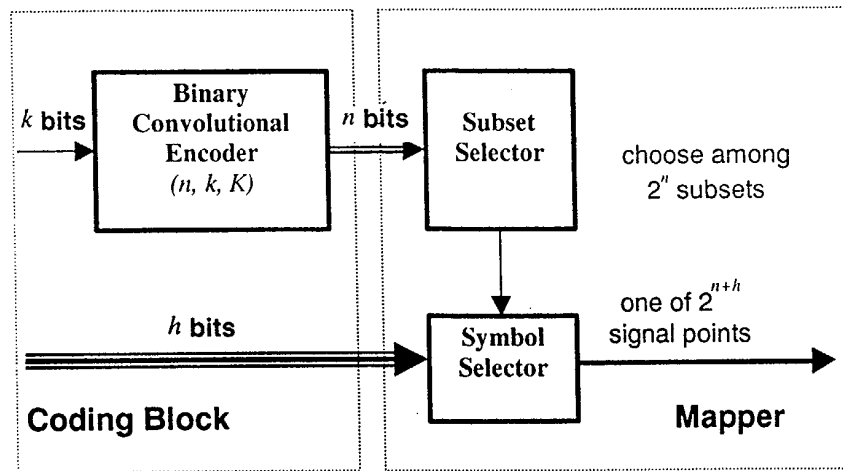 k bits
Binary
Convolutional
Encoder
(n, k, K)
n bits
Subset
Selector
choose among
2ⁿ subsets
h bits
Symbol
Selector
one of 2ⁿ⁺ʰ
signal points
Coding Block
Mapper